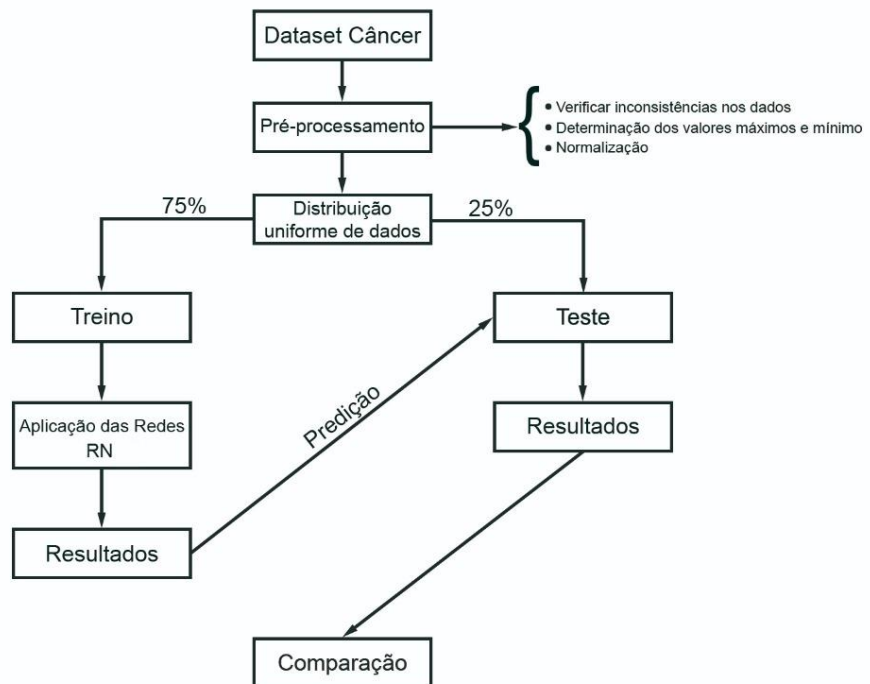 Dataset Câncer
Pré-processamento
• Verificar inconsistências nos dados
• Determinação dos valores máximos e mínimo
• Normalização
75%
Distribuição
uniforme de dados
25%
Treino
Teste
Aplicação das Redes
RN
Predição
Resultados
Resultados
Comparação